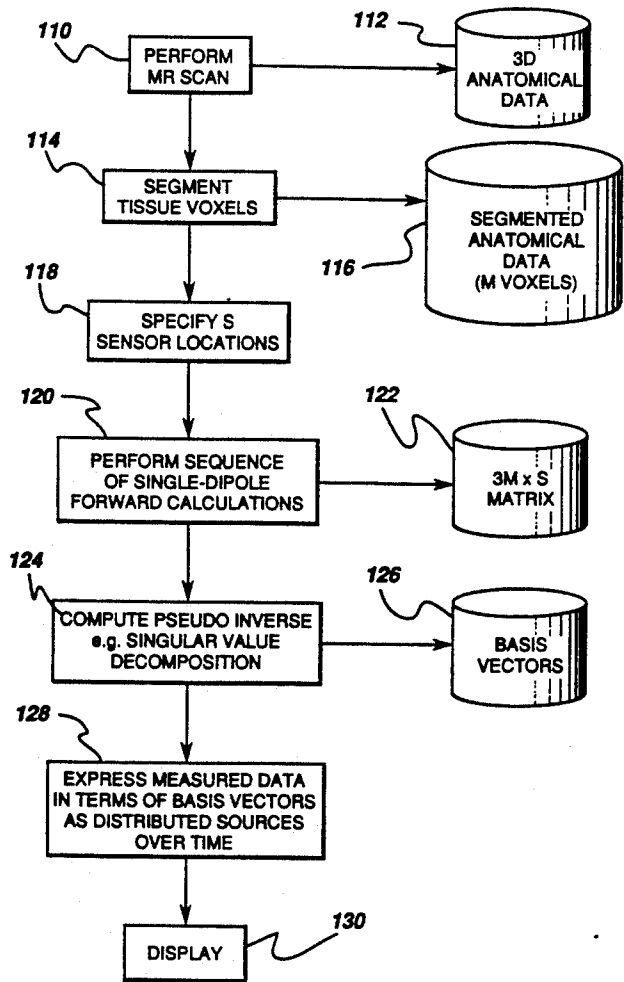 110
PERFORM
MR SCAN
112
3D
ANATOMICAL
DATA
114
SEGMENT
TISSUE VOXELS
116
SEGMENTED
ANATOMICAL
DATA
(M VOXELS)
118
SPECIFY S
SENSOR LOCATIONS
120
PERFORM SEQUENCE
OF SINGLE-DIPOLE
FORWARD CALCULATIONS
122
3M x S
MATRIX
124
COMPUTE PSEUDO INVERSE
e.g. SINGULAR VALUE
DECOMPOSITION
126
BASIS
VECTORS
128
EXPRESS MEASURED DATA
IN TERMS OF BASIS VECTORS
AS DISTRIBUTED SOURCES
OVER TIME
130
DISPLAY